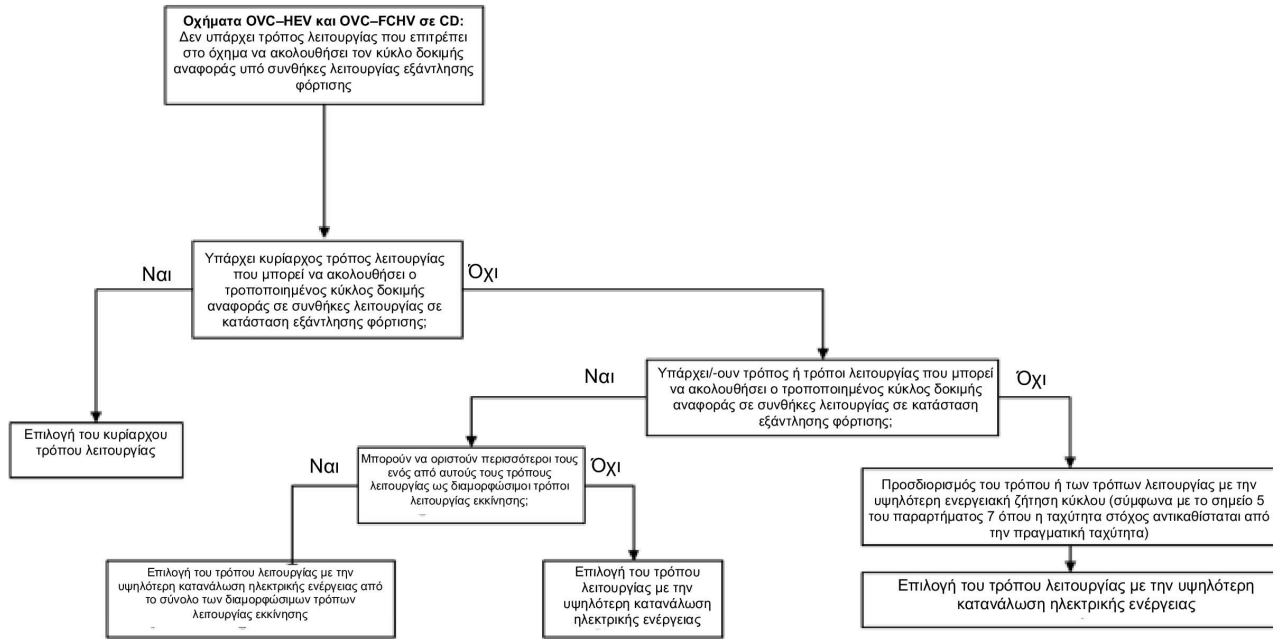 Οχήματα OVC–HEV και OVC–FCHV σε CD:
Δεν υπάρχει τρόπος λειτουργίας που επιτρέπει
στο όχημα να ακολουθήσει τον κύκλο δοκιμής
αναφοράς υπό συνθήκες λειτουργίας εξάντλησης
φόρτισης
Ναι
Υπάρχει κυρίαρχος τρόπος λειτουργίας
που μπορεί να ακολουθήσει ο
τροποποιημένος κύκλος δοκιμής
αναφοράς σε συνθήκες λειτουργία σε
κατάσταση εξάντλησης φόρτισης;
Όχι
Επιλογή του κυρίαρχου
τρόπου λειτουργίας
Ναι
Υπάρχει/-ουν τρόπος ή τρόποι λειτουργίας που μπορεί
να ακολουθήσει ο τροποποιημένος κύκλος δοκιμής
αναφοράς σε συνθήκες λειτουργίας σε κατάσταση
εξάντλησης φόρτισης;
Όχι
Ναι
Μπορούν να οριστούν περισσότεροι τους
ενός από αυτούς τους τρόπους
λειτουργίας ως διαμορφώσιμοι τρόποι
λειτουργίας εκκίνησης;
Όχι
Προσδιορισμός του τρόπου ή των τρόπων λειτουργίας με την
υψηλότερη ενεργειακή ζήτηση κύκλου (σύμφωνα με το σημείο 5
του παραρτήματος 7 όπου η ταχύτητα στόχος αντικαθίσταται από
την πραγματική ταχύτητα)
Επιλογή του τρόπου λειτουργίας με την
υψηλότερη κατανάλωση ηλεκτρικής ενέργειας από
το σύνολο των διαμορφώσιμων τρόπων
λειτουργίας εκκίνησης
Επιλογή του τρόπου
λειτουργίας με την
υψηλότερη κατανάλωση
ηλεκτρικής ενέργειας
Επιλογή του τρόπου λειτουργίας με την υψηλότερη
κατανάλωση ηλεκτρικής ενέργειας